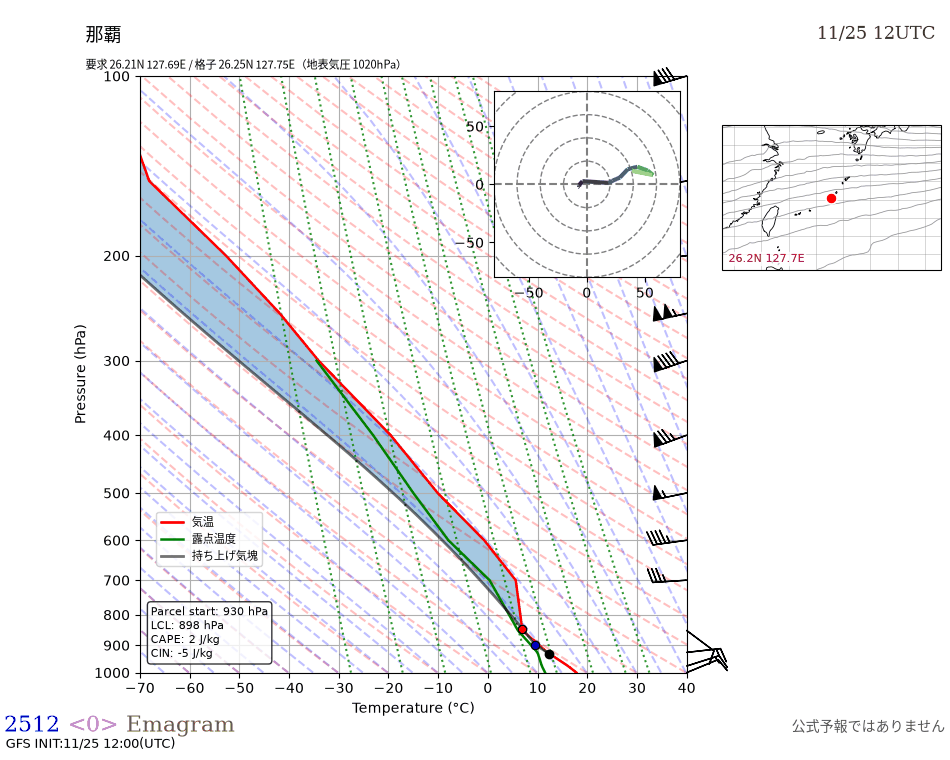 那覇
11/25 12UTC
要求 26.21N 127.69E / 格子 26.25N 127.75E（地表気圧 1020hPa）
100
200
300
400
500
600
700
800
900
1000
Pressure (hPa)
50
0
−50
−50 0 50
26.2N 127.7E
気温
露点温度
持ち上げ気塊
Parcel start: 930 hPa
LCL: 898 hPa
CAPE: 2 J/kg
CIN: -5 J/kg
−70 −60 −50 −40 −30 −20 −10 0 10 20 30 40
Temperature (°C)
2512 <0> Emagram
公式予報ではありません
GFS INIT:11/25 12:00(UTC)